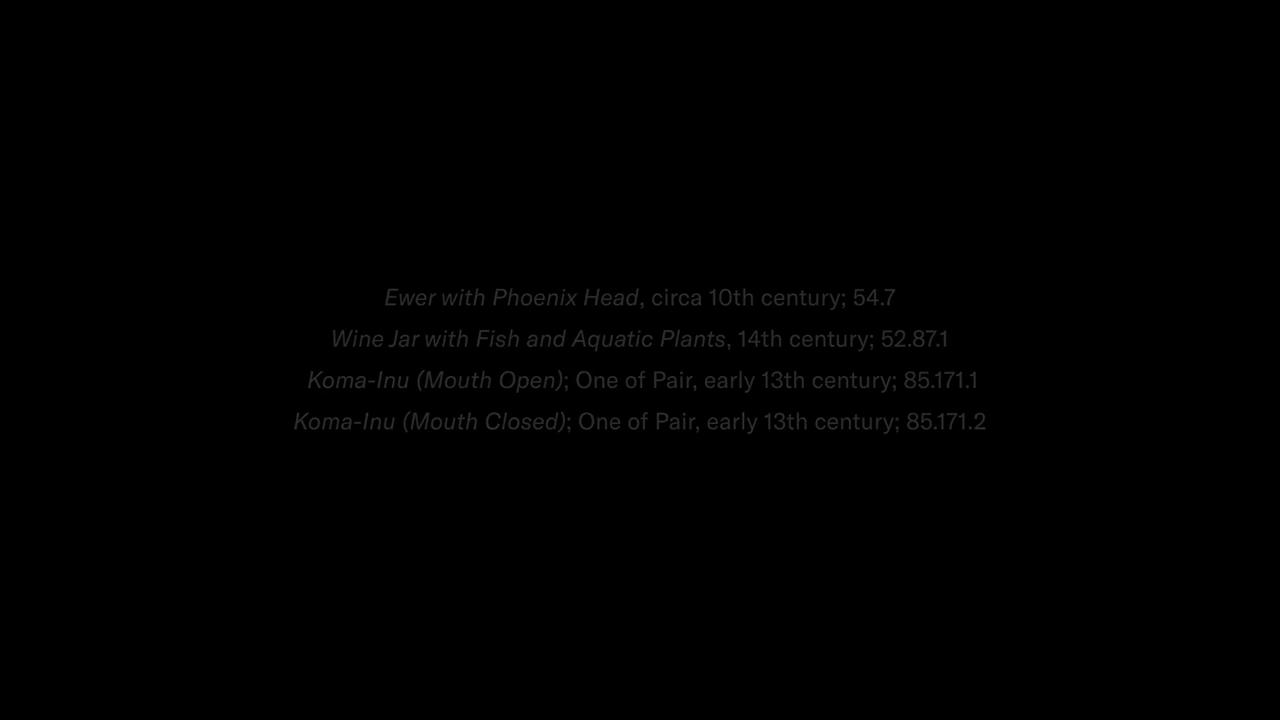 Ewer with Phoenix Head, circa 10th century; 54.7
Wine Jar with Fish and Aquatic Plants, 14th century; 52.87.1
Koma-Inu (Mouth Open); One of Pair, early 13th century; 85.171.1
Koma-Inu (Mouth Closed); One of Pair, early 13th century; 85.171.2